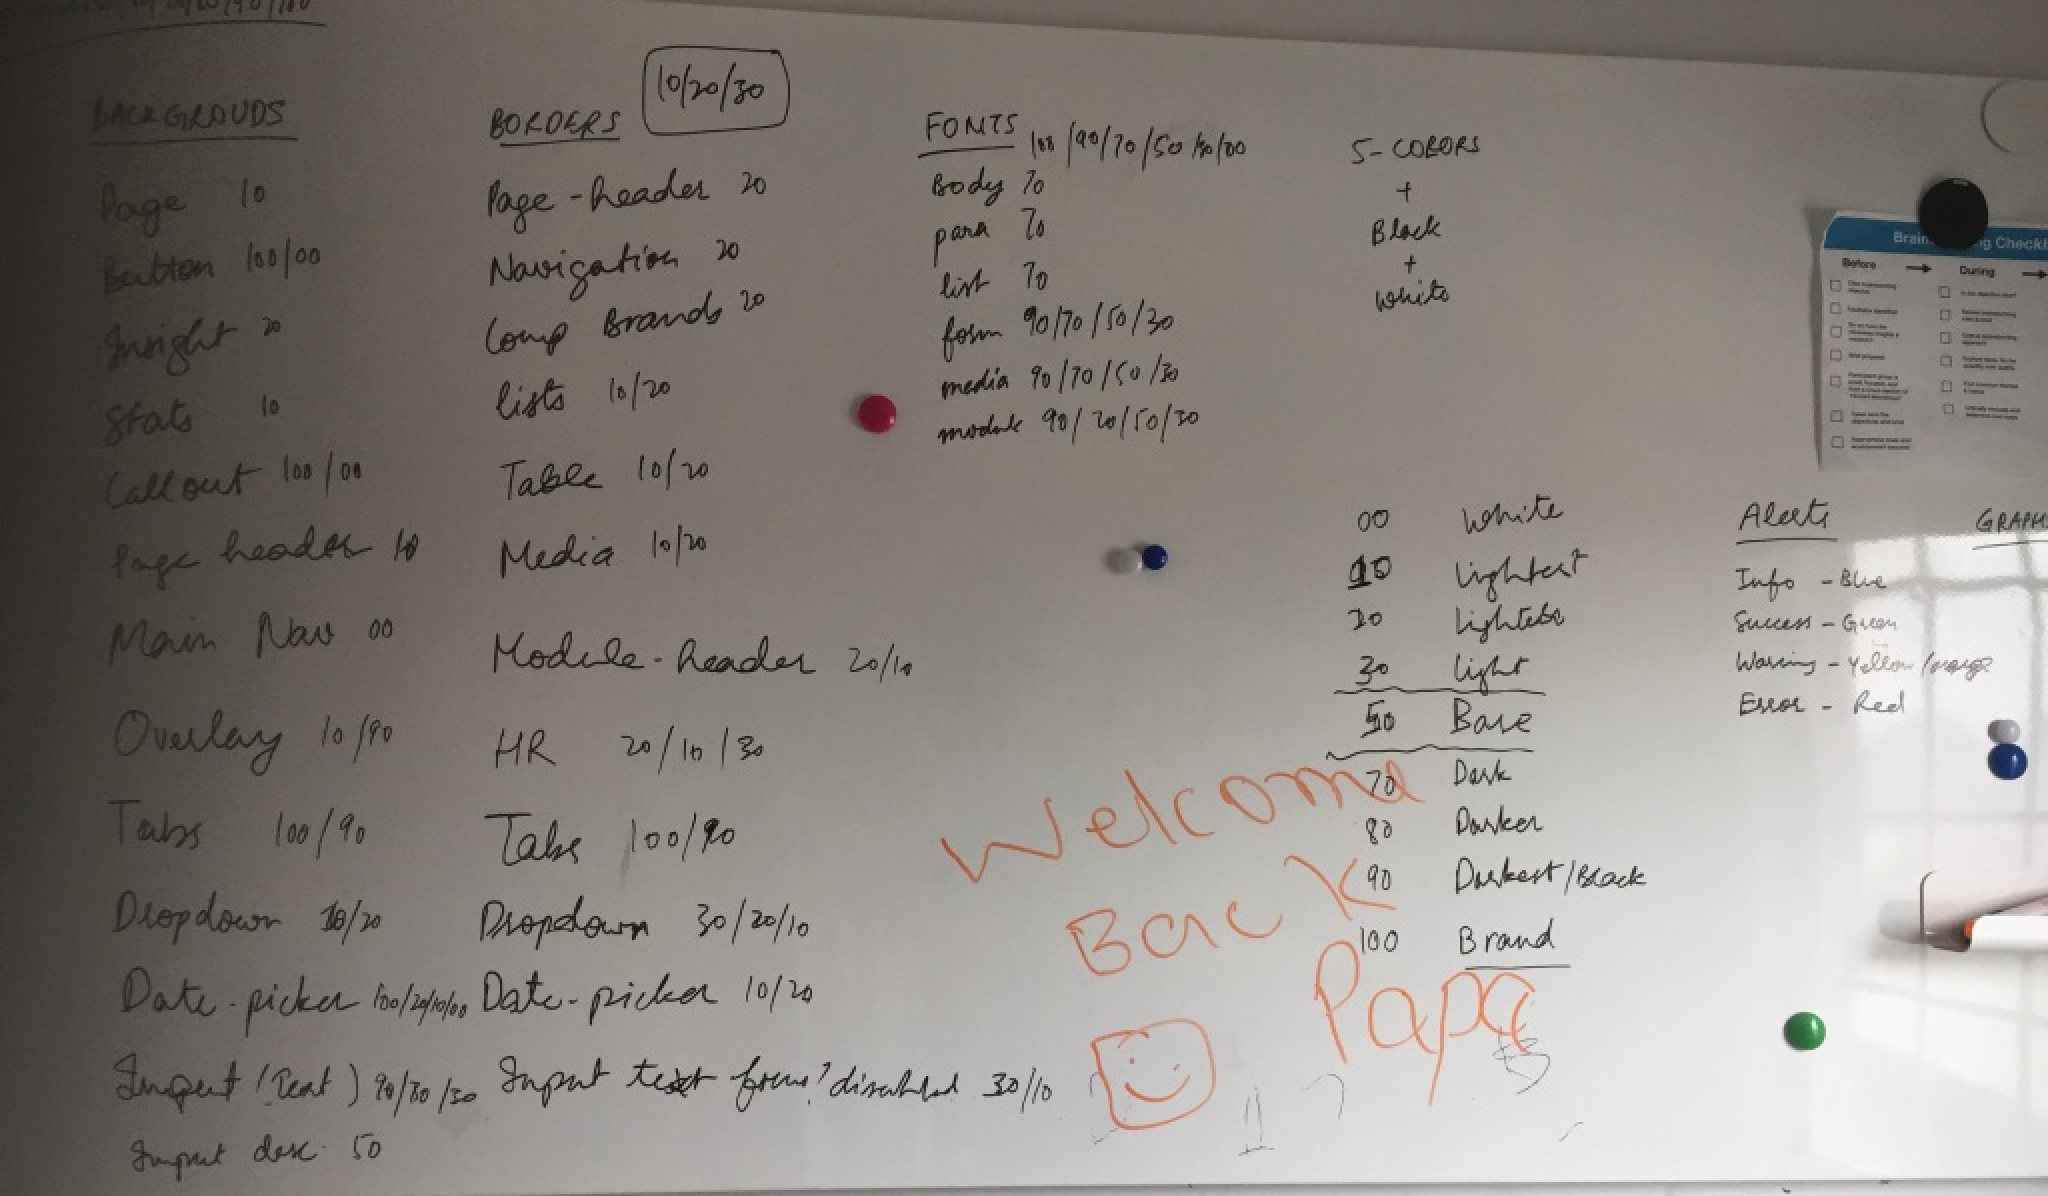 BACKGROUDS
Page 10
Button 100/00
Insight 20
Stats 10
Callout 100/00
Page header 10
Main Nav 00
Overlay 10/90
Tabs 100/90
Dropdown 10/20
Date-picker 100/20/10/00
Input (Text) 90/80/30
Input desc. 50
BORDERS 10/20/30
Page-header 20
Navigation 20
Comp Brands 20
lists 10/20
Table 10/20
Media 10/20
Module-header 20/10
HR 20/10/30
Tabs 100/90
Dropdown 30/20/10
Date-picker 10/20
Input text focus/disabled 30/10
FONTS 100/90/70/50/30/00
Body 70
para 70
list 70
form 90/70/50/30
media 90/70/50/30
module 90/70/50/30
5-COLORS
+
Black
+
White
00 White
10 Lightest
20 Lighter
30 Light
50 Base
70 Dark
80 Darker
90 Darkest/Black
100 Brand
Alerts
Info - Blue
Success - Green
Warning - Yellow/orange
Error - Red
GRAPH
Welcome
Back
Papa
Before
During